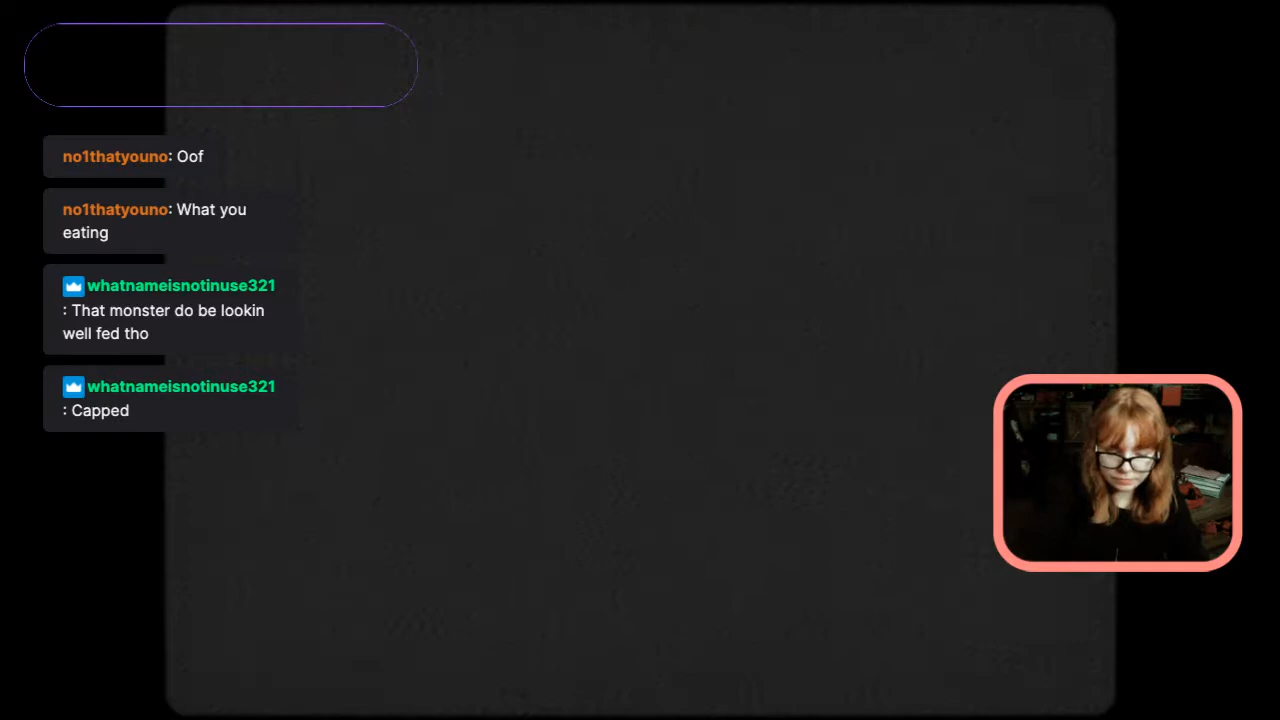 no1thatyouno: Oof
no1thatyouno: What you
eating
whatnameisnotinuse321
: That monster do be lookin
well fed tho
whatnameisnotinuse321
: Capped